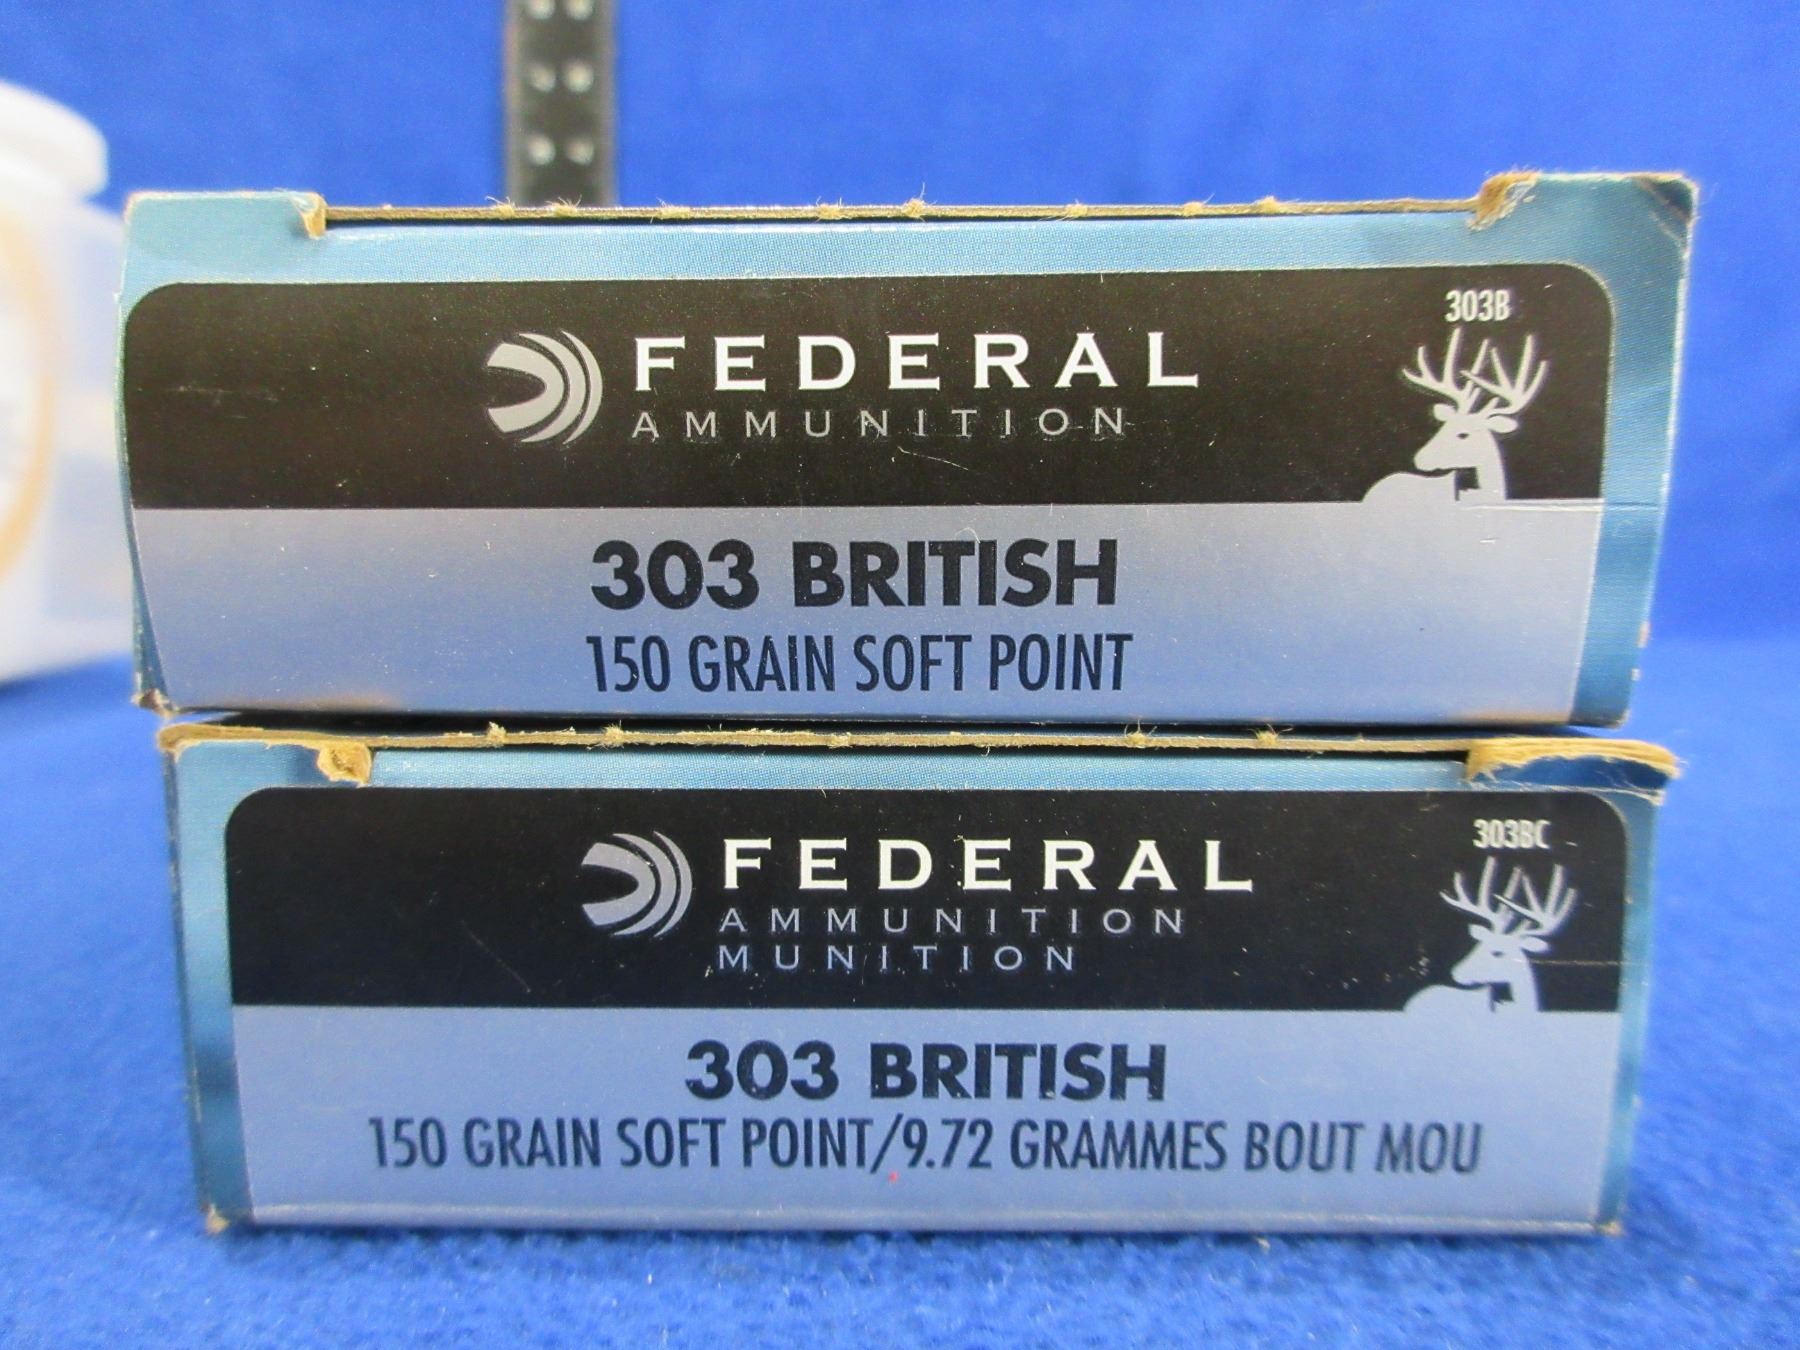 303B
FEDERAL
AMMUNITION
303 BRITISH
150 GRAIN SOFT POINT
303BC
FEDERAL
AMMUNITION
MUNITION
303 BRITISH
150 GRAIN SOFT POINT/9.72 GRAMMES BOUT MOU